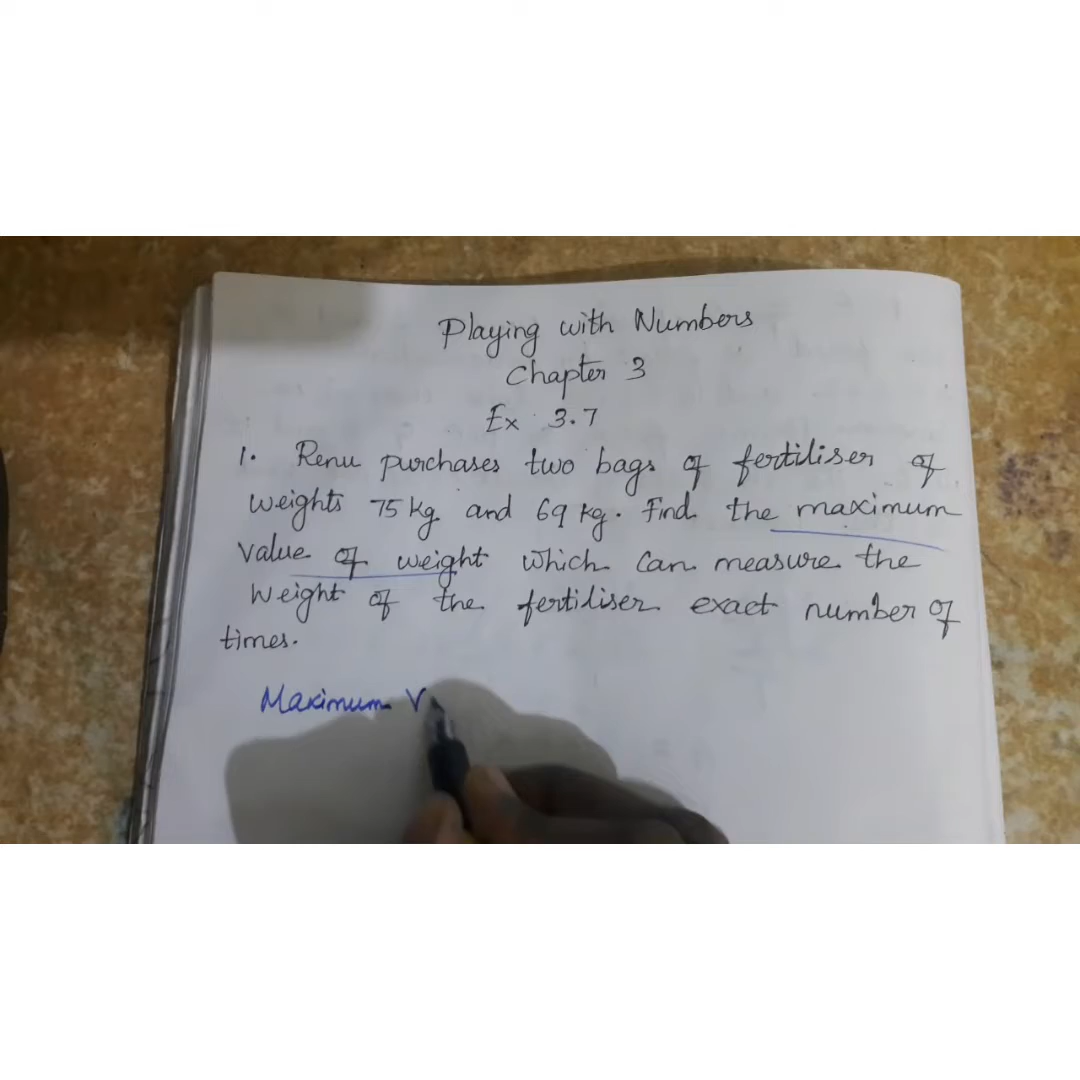 Playing with Numbers
Chapter 3
Ex 3.7
1. Renu purchases two bags of fertiliser of
weights 75 kg and 69 kg. Find the maximum
value of weight which can measure the
weight of the fertiliser exact number of
times.
Maximum V